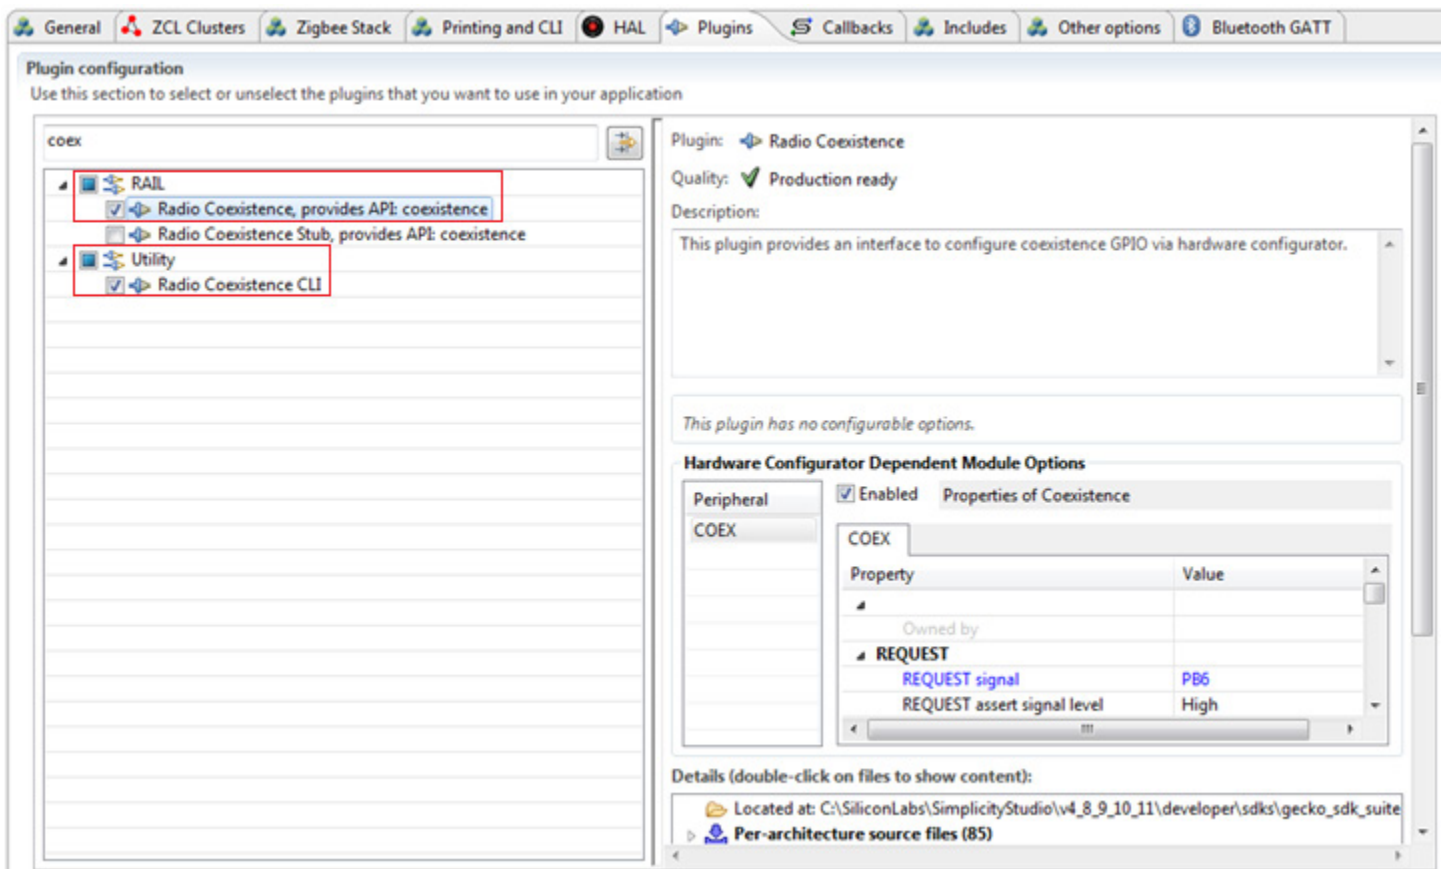 General ZCL Clusters Zigbee Stack Printing and CLI HAL Plugins Callbacks Includes Other options Bluetooth GATT
Plugin configuration
Use this section to select or unselect the plugins that you want to use in your application
coex
RAIL
Radio Coexistence, provides API: coexistence
Radio Coexistence Stub, provides API: coexistence
Utility
Radio Coexistence CLI
Plugin: Radio Coexistence
Quality: Production ready
Description:
This plugin provides an interface to configure coexistence GPIO via hardware configurator.
This plugin has no configurable options.
Hardware Configurator Dependent Module Options
Peripheral
COEX
Enabled Properties of Coexistence
COEX
Property Value
Owned by
REQUEST
REQUEST signal PB6
REQUEST assert signal level High
Details (double-click on files to show content):
Located at: C:\SiliconLabs\SimplicityStudio\v4_8_9_10_11\developer\sdks\gecko_sdk_suite
Per-architecture source files (85)